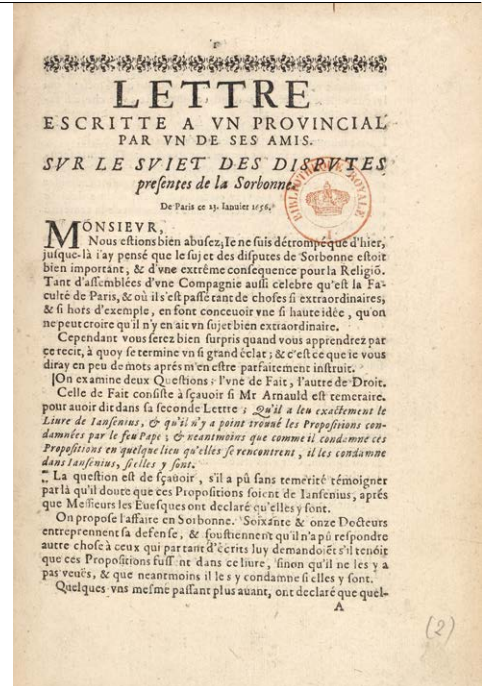 LETTRE
ESCRITTE A VN PROVINCIAL
PAR VN DE SES AMIS.
SVR LE SVIET DES DISPVTES
presentes de la Sorbonne.
BIBLIOTHEQVE ROYALE
De Paris ce 23. Ianuier 1656.
MONSIEVR,
Nous estions bien abusez; Ie ne suis détrompé que d'hier,
jusque-là i'ay pensé que le sujet des disputes de Sorbonne estoit
bien important, & d'vne extrême consequence pour la Religiõ.
Tant d'assemblées d'vne Compagnie aussi celebre qu'est la Fa-
culté de Paris, & où il s'est passé tant de choses si extraordinaires,
& si hors d'exemple, en font conceuoir vne si haute idée, qu'on
ne peut croire qu'il n'y en ait vn sujet bien extraordinaire.
Cependant vous serez bien surpris quand vous apprendrez par
ce recit, à quoy se termine vn si grand éclat; & c'est ce que ie vous
diray en peu de mots aprés m'en estre parfaitement instruit.
On examine deux Questions; l'vne de Fait, l'autre de Droit.
Celle de Fait consiste à sçauoir si Mr Arnauld est temeraire.
pour auoir dit dans sa seconde Lettre; Qu'il a leu exactement le
Liure de Iansenius, & qu'il n'y a point trouué les Propositions con-
damnées par le feu Pape; & neantmoins que comme il condamne ces
Propositions en quelque lieu qu'elles se rencontrent, il les condamne
dans Iansenius, si elles y sont.
La question est de sçauoir, s'il a pû sans temerité témoigner
par là qu'il doute que ces Propositions soient de Iansenius, aprés
que Messieurs les Euesques ont declaré qu'elles y sont.
On propose l'affaire en Sorbonne. Soixante & onze Docteurs
entreprennent sa defense, & soustiennent qu'il n'a pû respondre
autre chose à ceux qui par tant d'écrits luy demandoiẽt s'il tenoit
que ces Propositions fussent dans ce liure, sinon qu'il ne les y a
pas veuës, & que neantmoins il les y condamne si elles y sont.
Quelques vns mesme passant plus auant, ont declaré que quel-
A
(2)